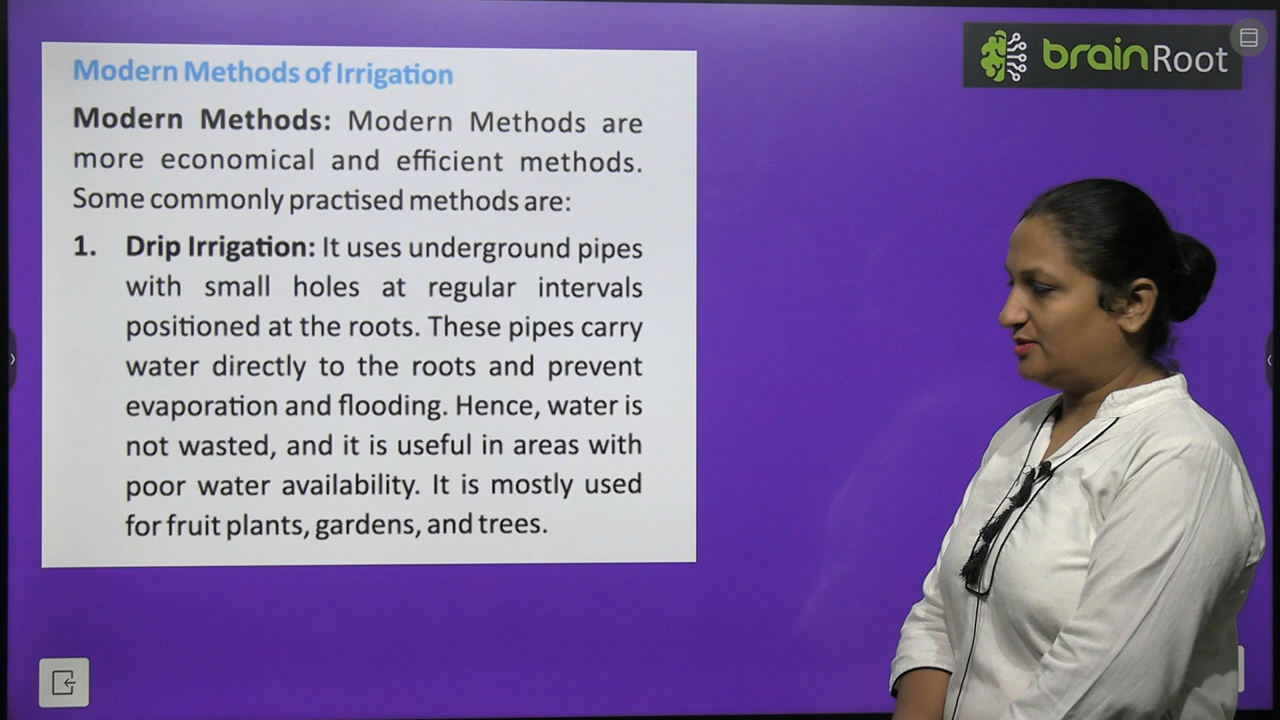 Modern Methods of Irrigation
brainRoot
Modern Methods: Modern Methods are
more economical and efficient methods.
Some commonly practised methods are:
1. Drip Irrigation: It uses underground pipes
with small holes at regular intervals
positioned at the roots. These pipes carry
water directly to the roots and prevent
evaporation and flooding. Hence, water is
not wasted, and it is useful in areas with
poor water availability. It is mostly used
for fruit plants, gardens, and trees.